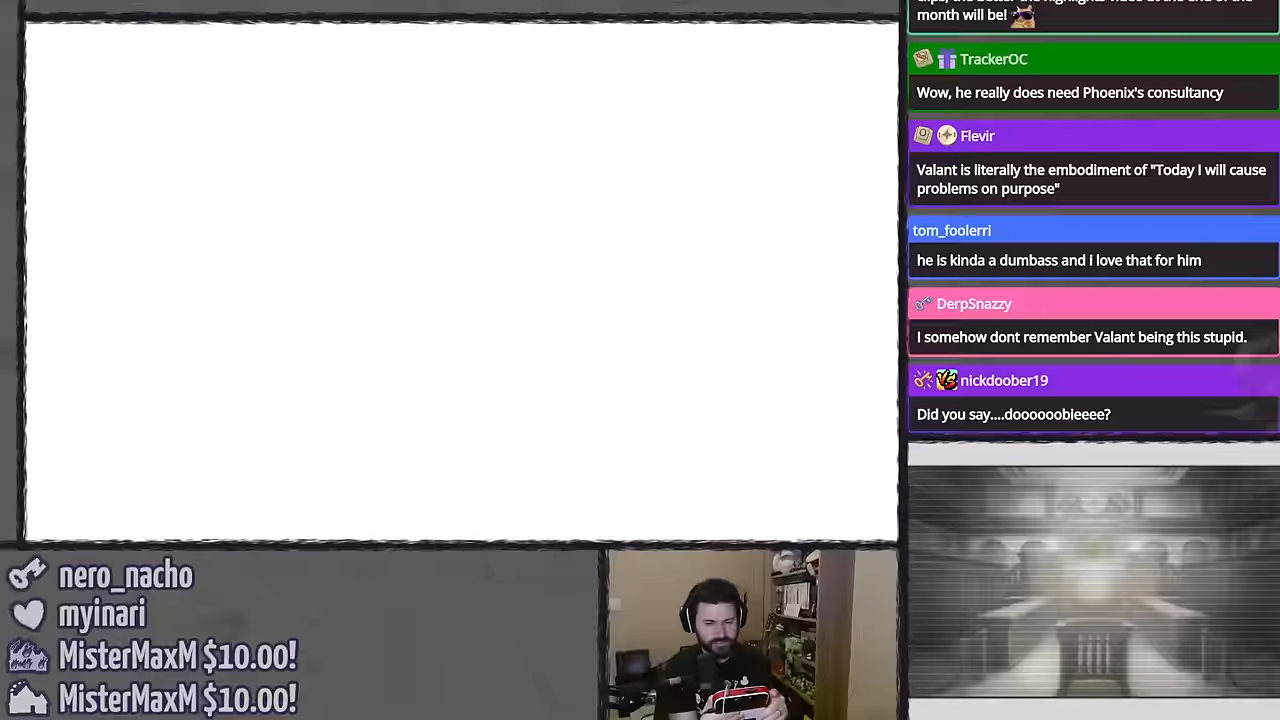 month will be!
TrackerOC
Wow, he really does need Phoenix's consultancy
Flevir
Valant is literally the embodiment of "Today I will cause
problems on purpose"
tom_foolerri
he is kinda a dumbass and i love that for him
DerpSnazzy
I somehow dont remember Valant being this stupid.
nickdoober19
Did you say....doooooobieeee?
nero_nacho
myinari
MisterMaxM $10.00!
MisterMaxM $10.00!